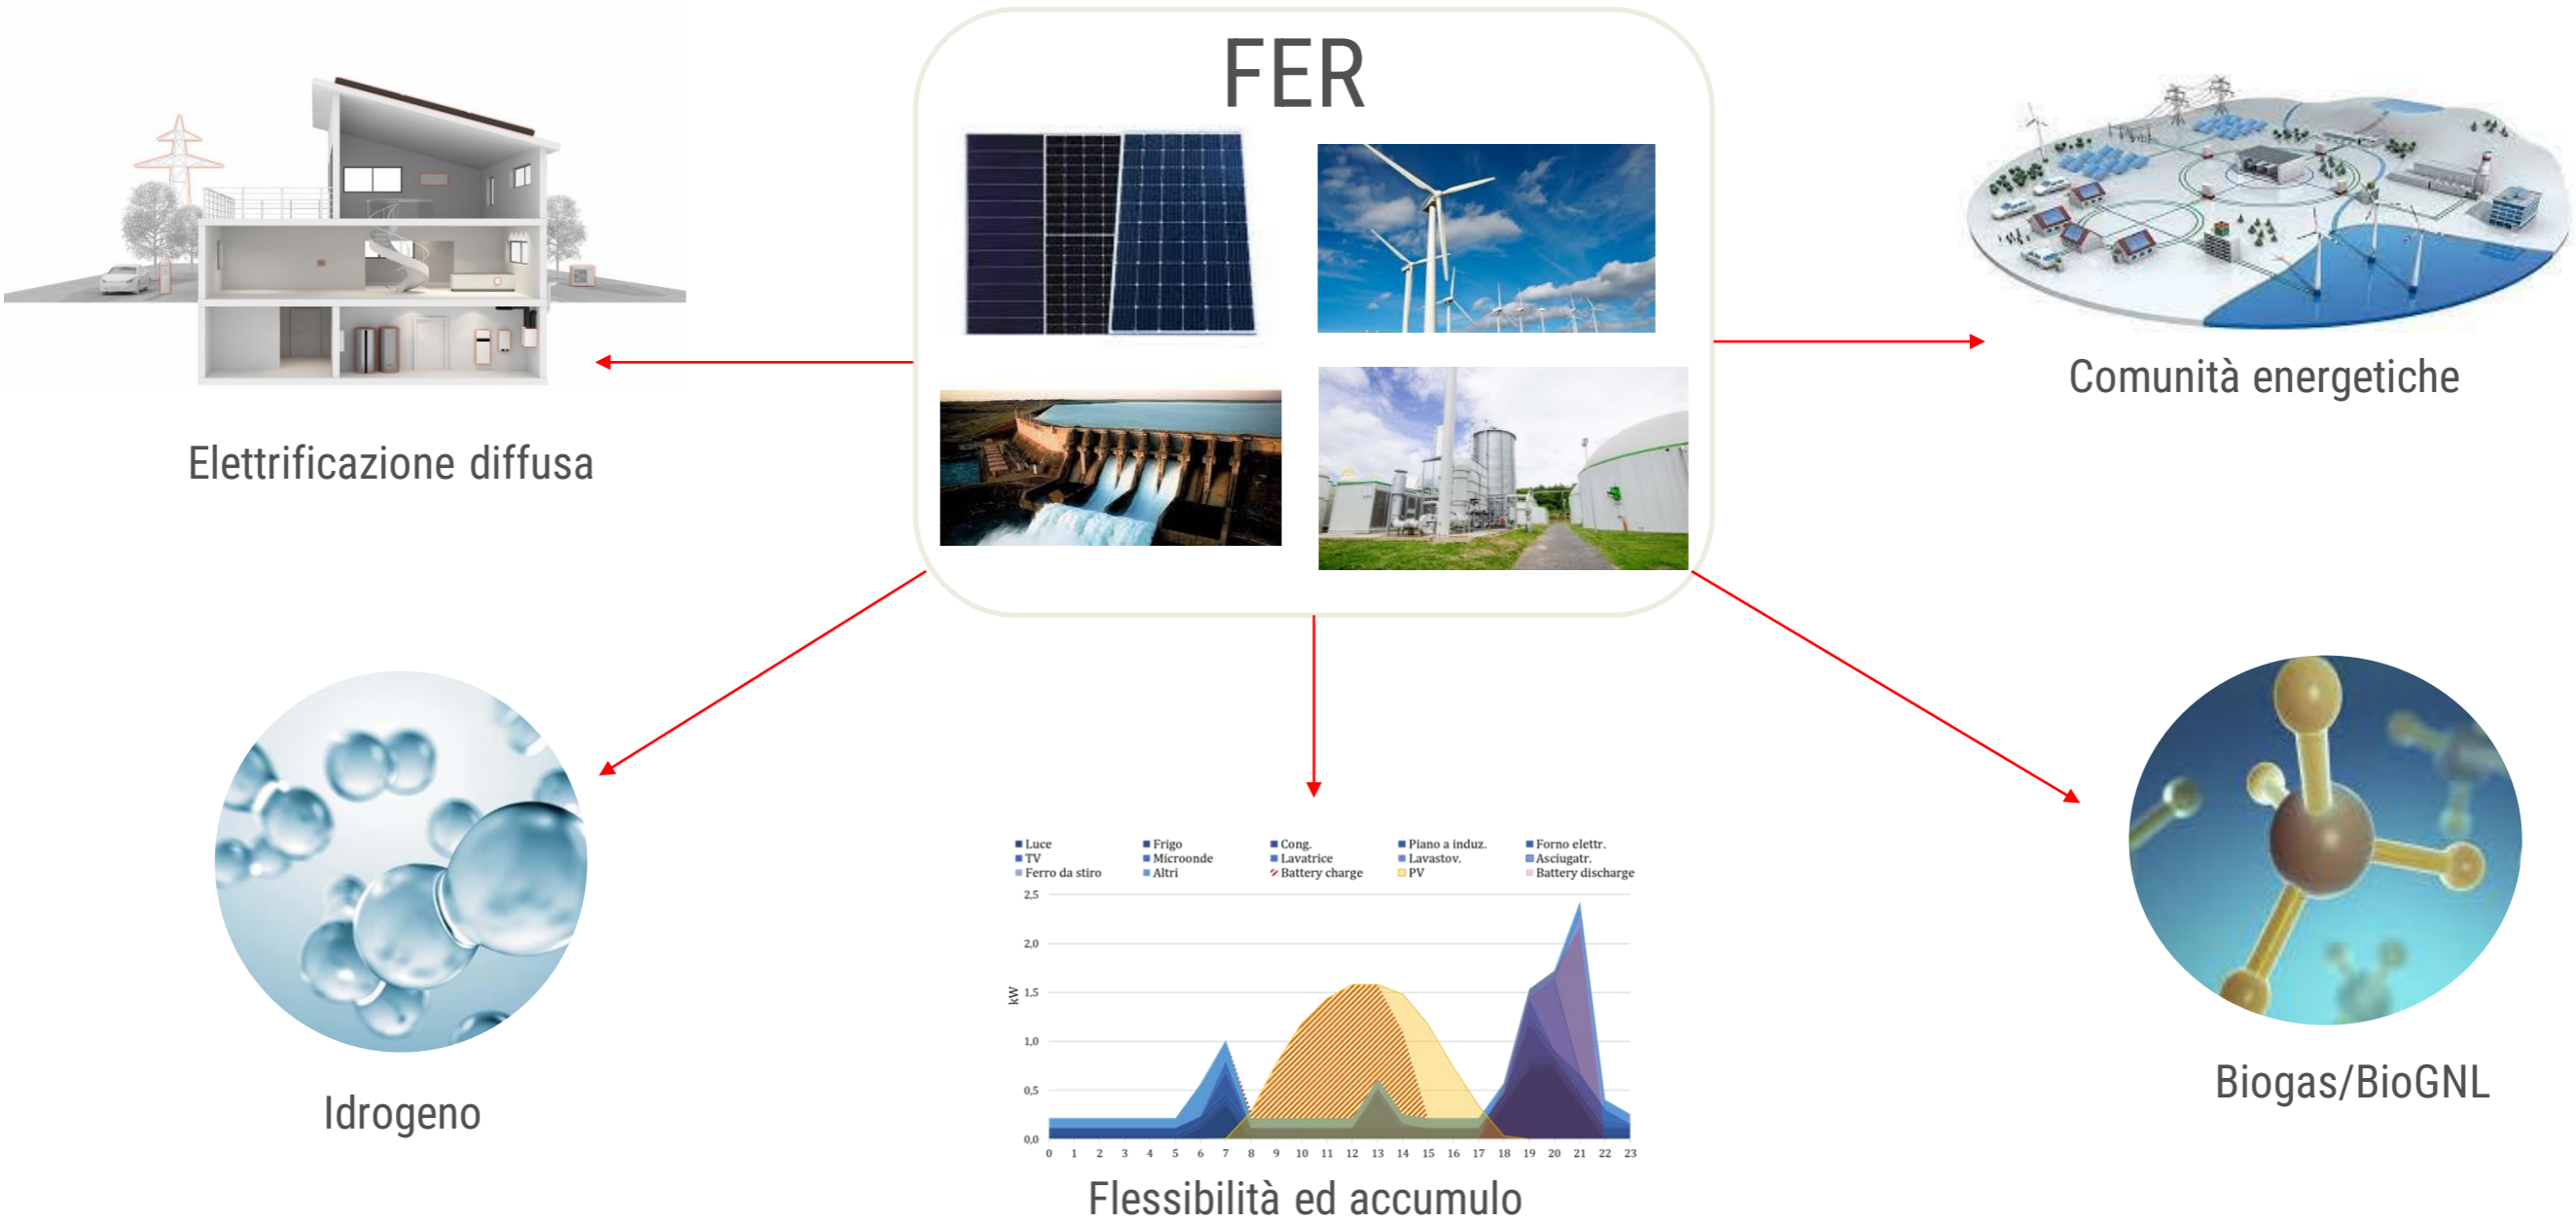 FER
Comunità energetiche
Elettrificazione diffusa
Idrogeno
Luce Frigo Cong. Piano a induz. Forno elettr.
TV Microonde Lavatrice Lavastov. Asciugatr.
Ferro da stiro Altri Battery charge PV Battery discharge
2,5
2,0
1,5
1,0
0,5
0,0
kW
0 1 2 3 4 5 6 7 8 9 10 11 12 13 14 15 16 17 18 19 20 21 22 23
Flessibilità ed accumulo
Biogas/BioGNL